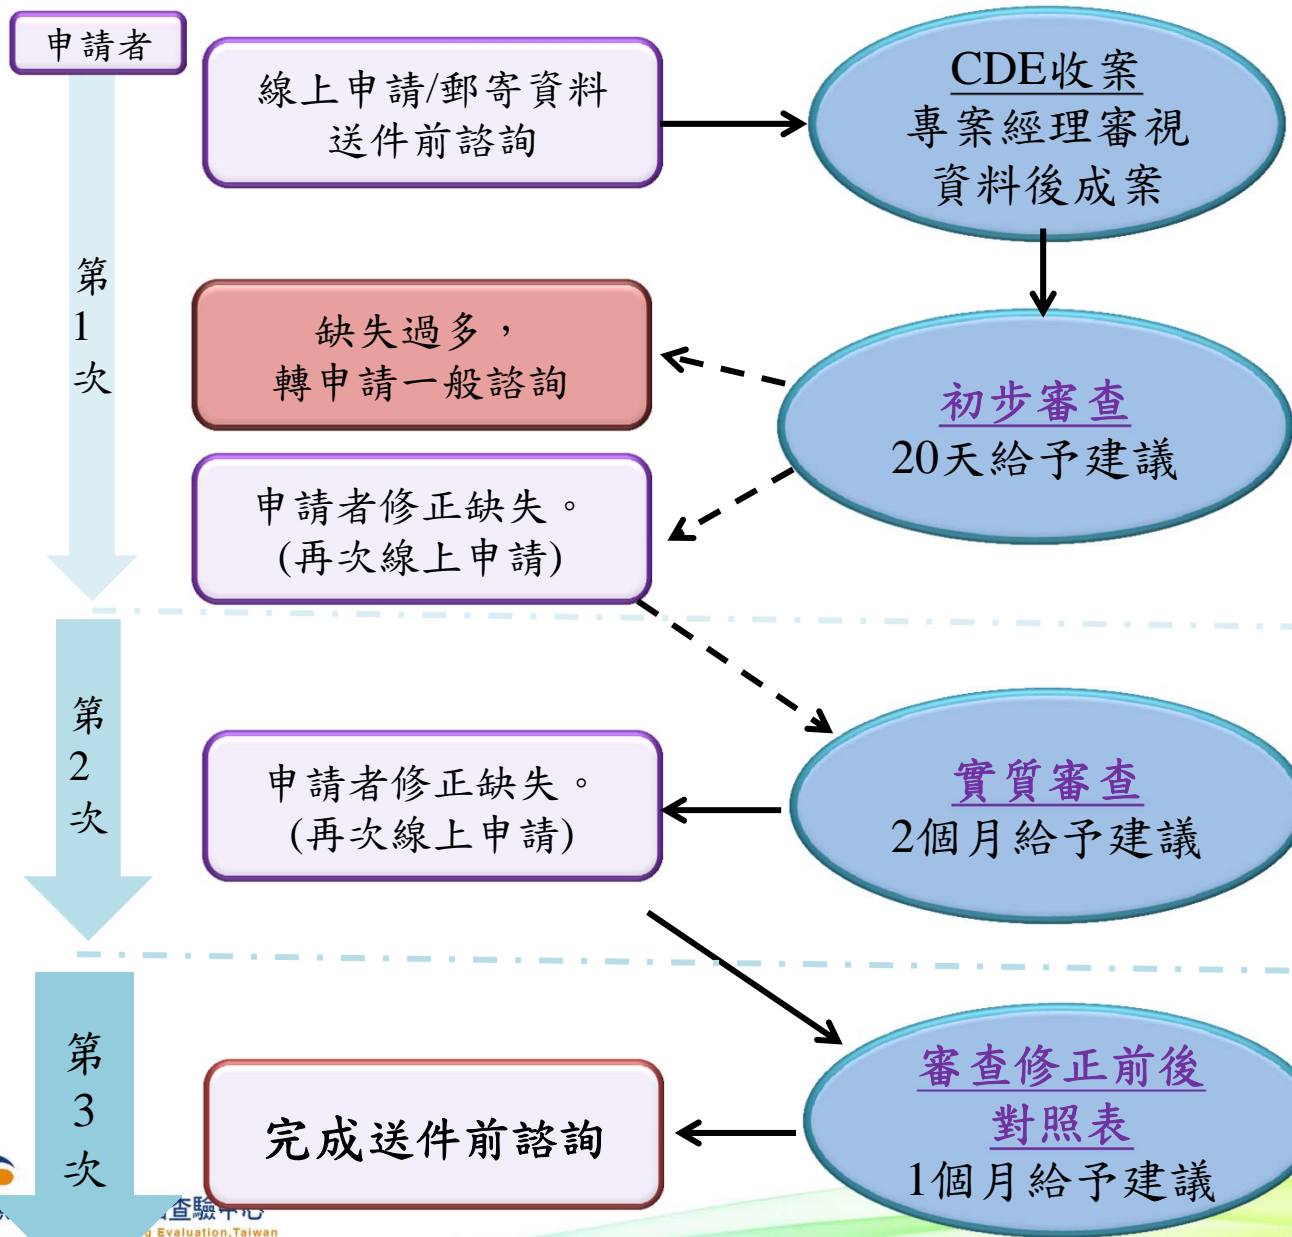 申請者
線上申請/郵寄資料
送件前諮詢
CDE收案
專案經理審視
資料後成案
第
1
次
缺失過多，
轉申請一般諮詢
初步審查
20天給予建議
申請者修正缺失。
(再次線上申請)
第
2
次
申請者修正缺失。
(再次線上申請)
實質審查
2個月給予建議
第
3
次
完成送件前諮詢
審查修正前後
對照表
1個月給予建議
查驗中心
Evaluation,Taiwan